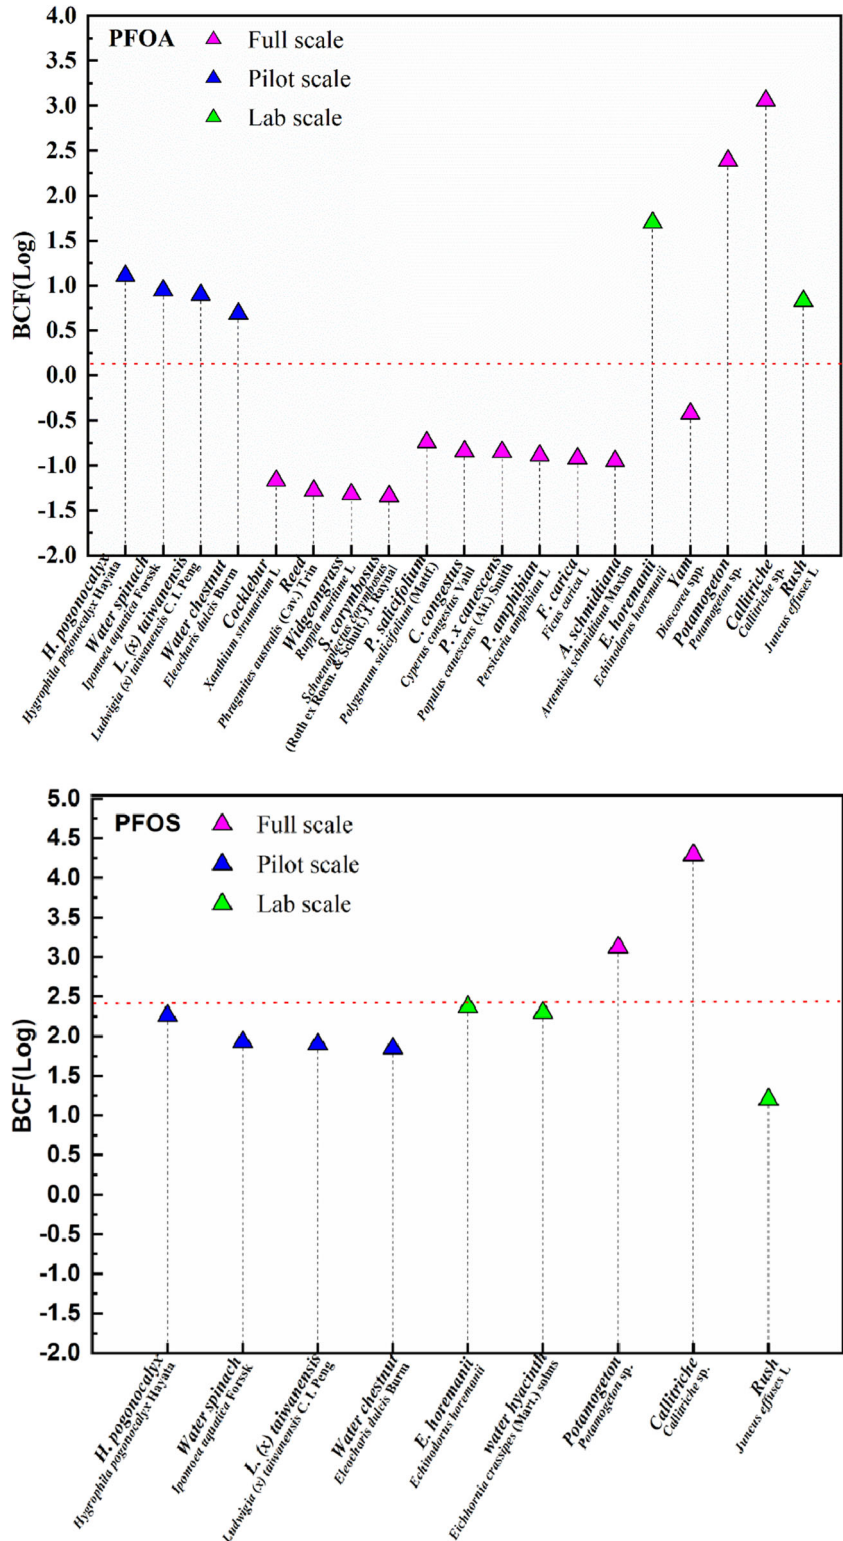 4.0
PFOA
Full scale
3.5
Pilot scale
3.0
Lab scale
2.5
2.0
1.5
1.0
0.5
0.0
-0.5
-1.0
-1.5
-2.0
BCF(Log)
H. pogonocalyx
Hygrophila pogonocalyx Hayata
Water spinach
Ipomoea aquatica Forssk
L. (x) taiwanensis
Ludwigia (x) taiwanensis C. I. Peng
Water chestnut
Eleocharis dulcis Burm
Cocklebur
Xanthium strumarium L
Reed
Phragmites australis (Cav.) Trin
Widgeongrass
Ruppia maritime L
S. corymbosus
Schoenoplectus corymbosus
(Roth ex Roem. & Schult) J. Raynal
P. salicifolium
Polygonum salicifolium (Mattf.)
C. congestus
Cyperus congestus Vahl
P. x canescens
Populus canescens (Ait.) Smith
P. amphibian
Persicaria amphibian L
F. carica
Ficus carica L
A. schmidtiana
Artemisia schmidtiana Maxim
E. horemanii
Echinodorus horemanii
Yam
Dioscorea spp.
Potamogeton
Potamogeton sp.
Callitriche
Callitriche sp.
Rush
Juncus effuses L
5.0
PFOS
Full scale
4.5
Pilot scale
4.0
Lab scale
3.5
3.0
2.5
2.0
1.5
1.0
0.5
0.0
-0.5
-1.0
-1.5
-2.0
BCF(Log)
H. pogonocalyx
Hygrophila pogonocalyx Hayata
Water spinach
Ipomoea aquatica Forssk
L. (x) taiwanensis
Ludwigia (x) taiwanensis C. I. Peng
Water chestnut
Eleocharis dulcis Burm
E. horemanii
Echinodorus horemanii
water hyacinth
Eichhornia crassipes (Mart.) solms
Potamogeton
Potamogeton sp.
Callitriche
Callitriche sp.
Rush
Juncus effuses L